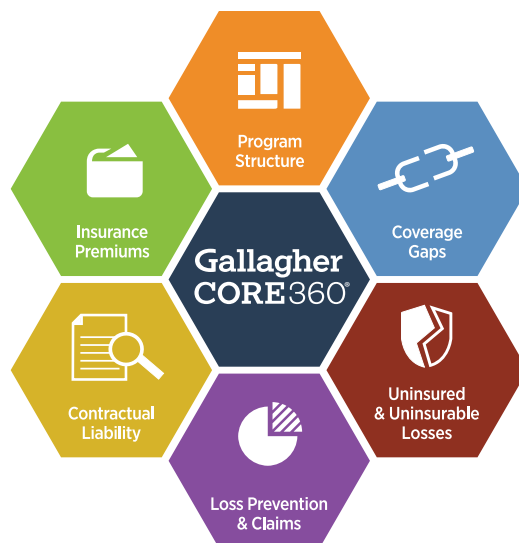 Program
Structure
Insurance
Premiums
Coverage
Gaps
Gallagher
CORE360®
Contractual
Liability
Uninsured
& Uninsurable
Losses
Loss Prevention
& Claims